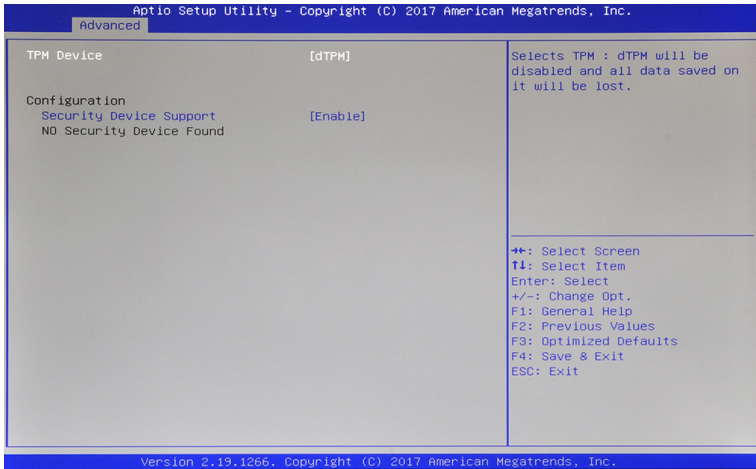 Aptio Setup Utility – Copyright (C) 2017 American Megatrends, Inc.
Advanced
TPM Device [dTPM]
Configuration
Security Device Support [Enable]
NO Security Device Found
Selects TPM : dTPM will be
disabled and all data saved on
it will be lost.
→←: Select Screen
↑↓: Select Item
Enter: Select
+/-: Change Opt.
F1: General Help
F2: Previous Values
F3: Optimized Defaults
F4: Save & Exit
ESC: Exit
Version 2.19.1266. Copyright (C) 2017 American Megatrends, Inc.